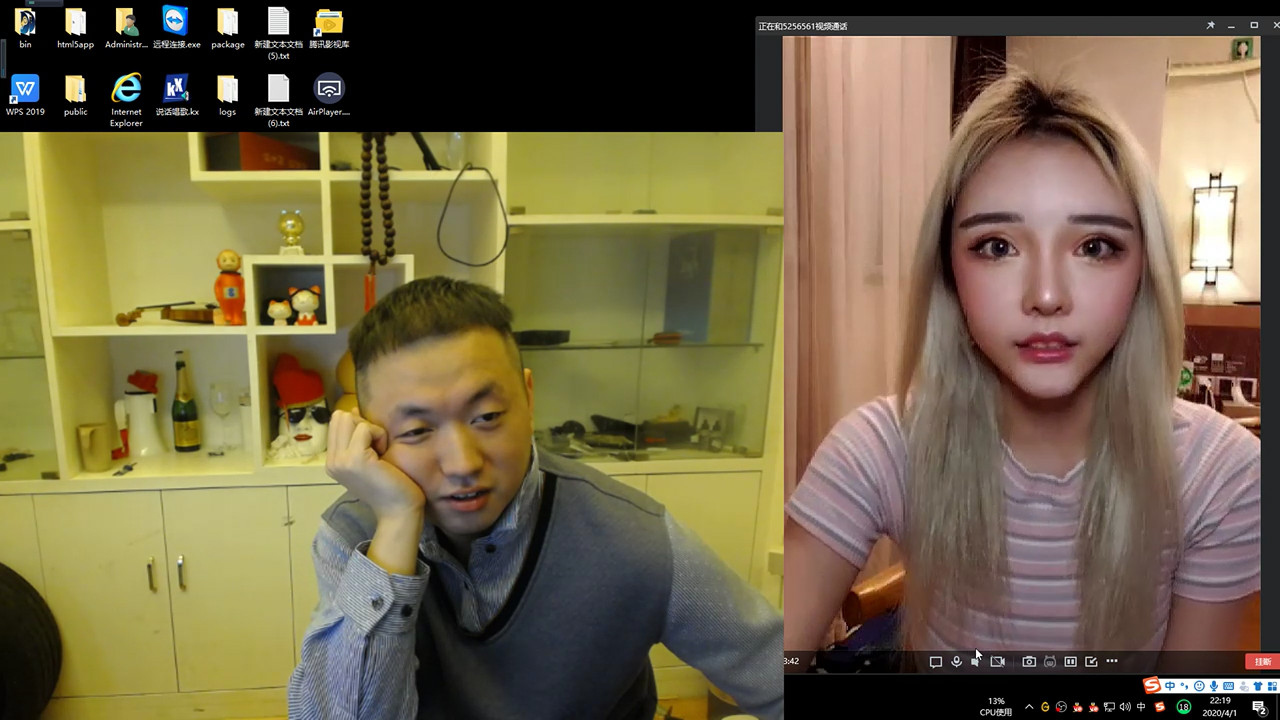 正在和5256561视频通话
bin
html5app
Administr...
远程连接.exe
package
新建文本文档
(5).txt
腾讯影视库
WPS 2019
public
Internet
Explorer
说话唱歌.kx
logs
新建文本文档
(6).txt
AirPlayer....
3:42
挂断
中
13%
CPU使用
中
18
22:19
2020/4/1
2